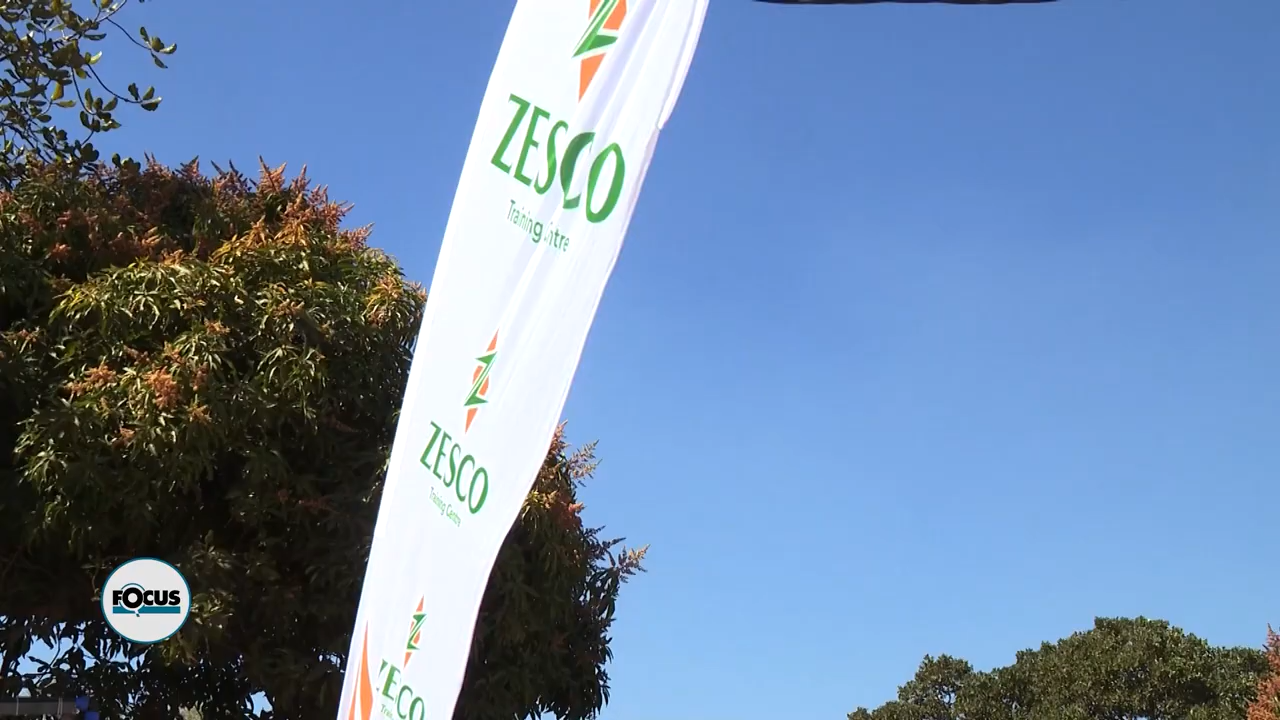 ZESCO
Training Centre
ZESCO
Training Centre
ZESCO
FOCUS